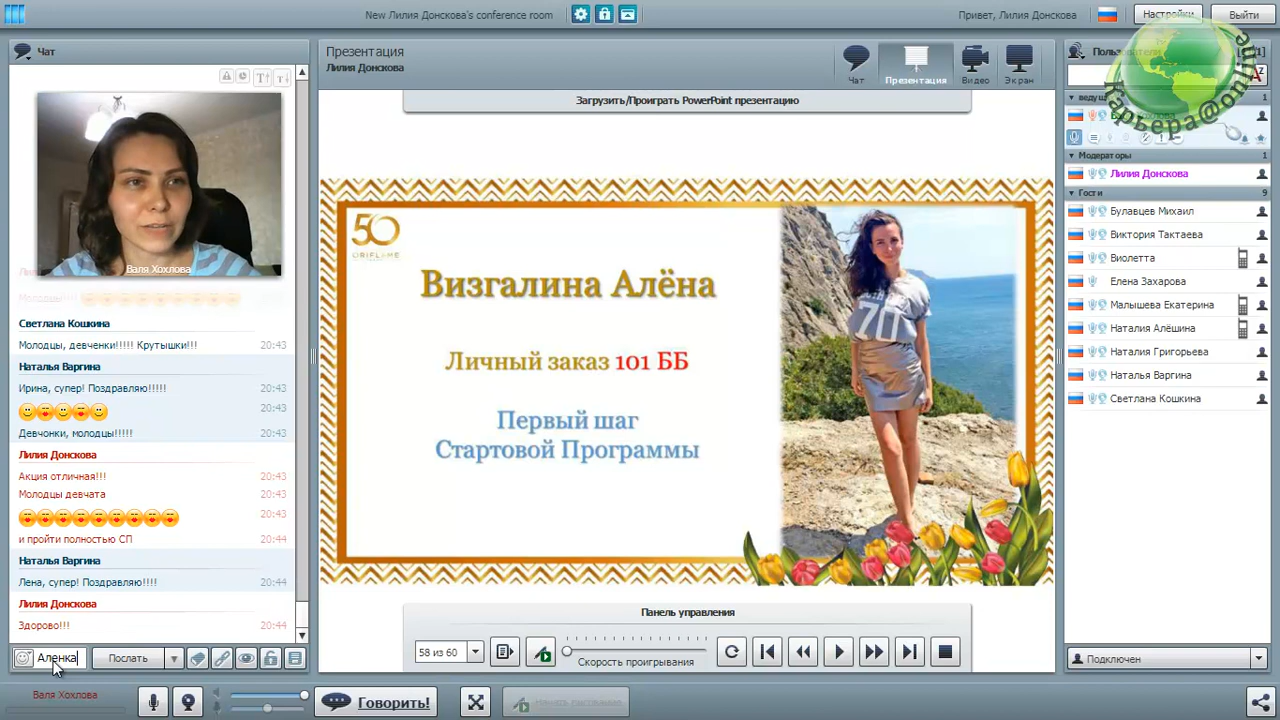 New Лилия Донскова's conference room
Привет, Лилия Донскова
Настройки
Выйти
Чат
Валя Хохлова
Молодцы!!!!
Светлана Кошкина
Молодцы, девченки!!!!! Крутышки!!! 20:43
Наталья Варгина
Ирина, супер! Поздравляю!!!!! 20:43
20:43
Девчонки, молодцы!!!!! 20:43
Лилия Донскова
Акция отличная!!! 20:43
Молодцы девчата 20:43
20:43
и пройти полностью СП 20:44
Наталья Варгина
Лена, супер! Поздравляю!!!! 20:44
Лилия Донскова
Здорово!!! 20:44
Аленка
Послать
Валя Хохлова
Говорить!
Презентация
Лилия Донскова
Чат
Презентация
Видео
Экран
Загрузить/Проиграть PowerPoint презентацию
50
ORIFLAME
Визгалина Алёна
Личный заказ 101 ББ
Первый шаг
Стартовой Программы
70
Панель управления
58 из 60
Скорость проигрывания
карьера@online
Модераторы 1
Лилия Донскова
Гости 9
Булавцев Михаил
Виктория Тактаева
Виолетта
Елена Захарова
Малышева Екатерина
Наталия Алёшина
Наталия Григорьева
Наталья Варгина
Светлана Кошкина
Подключен